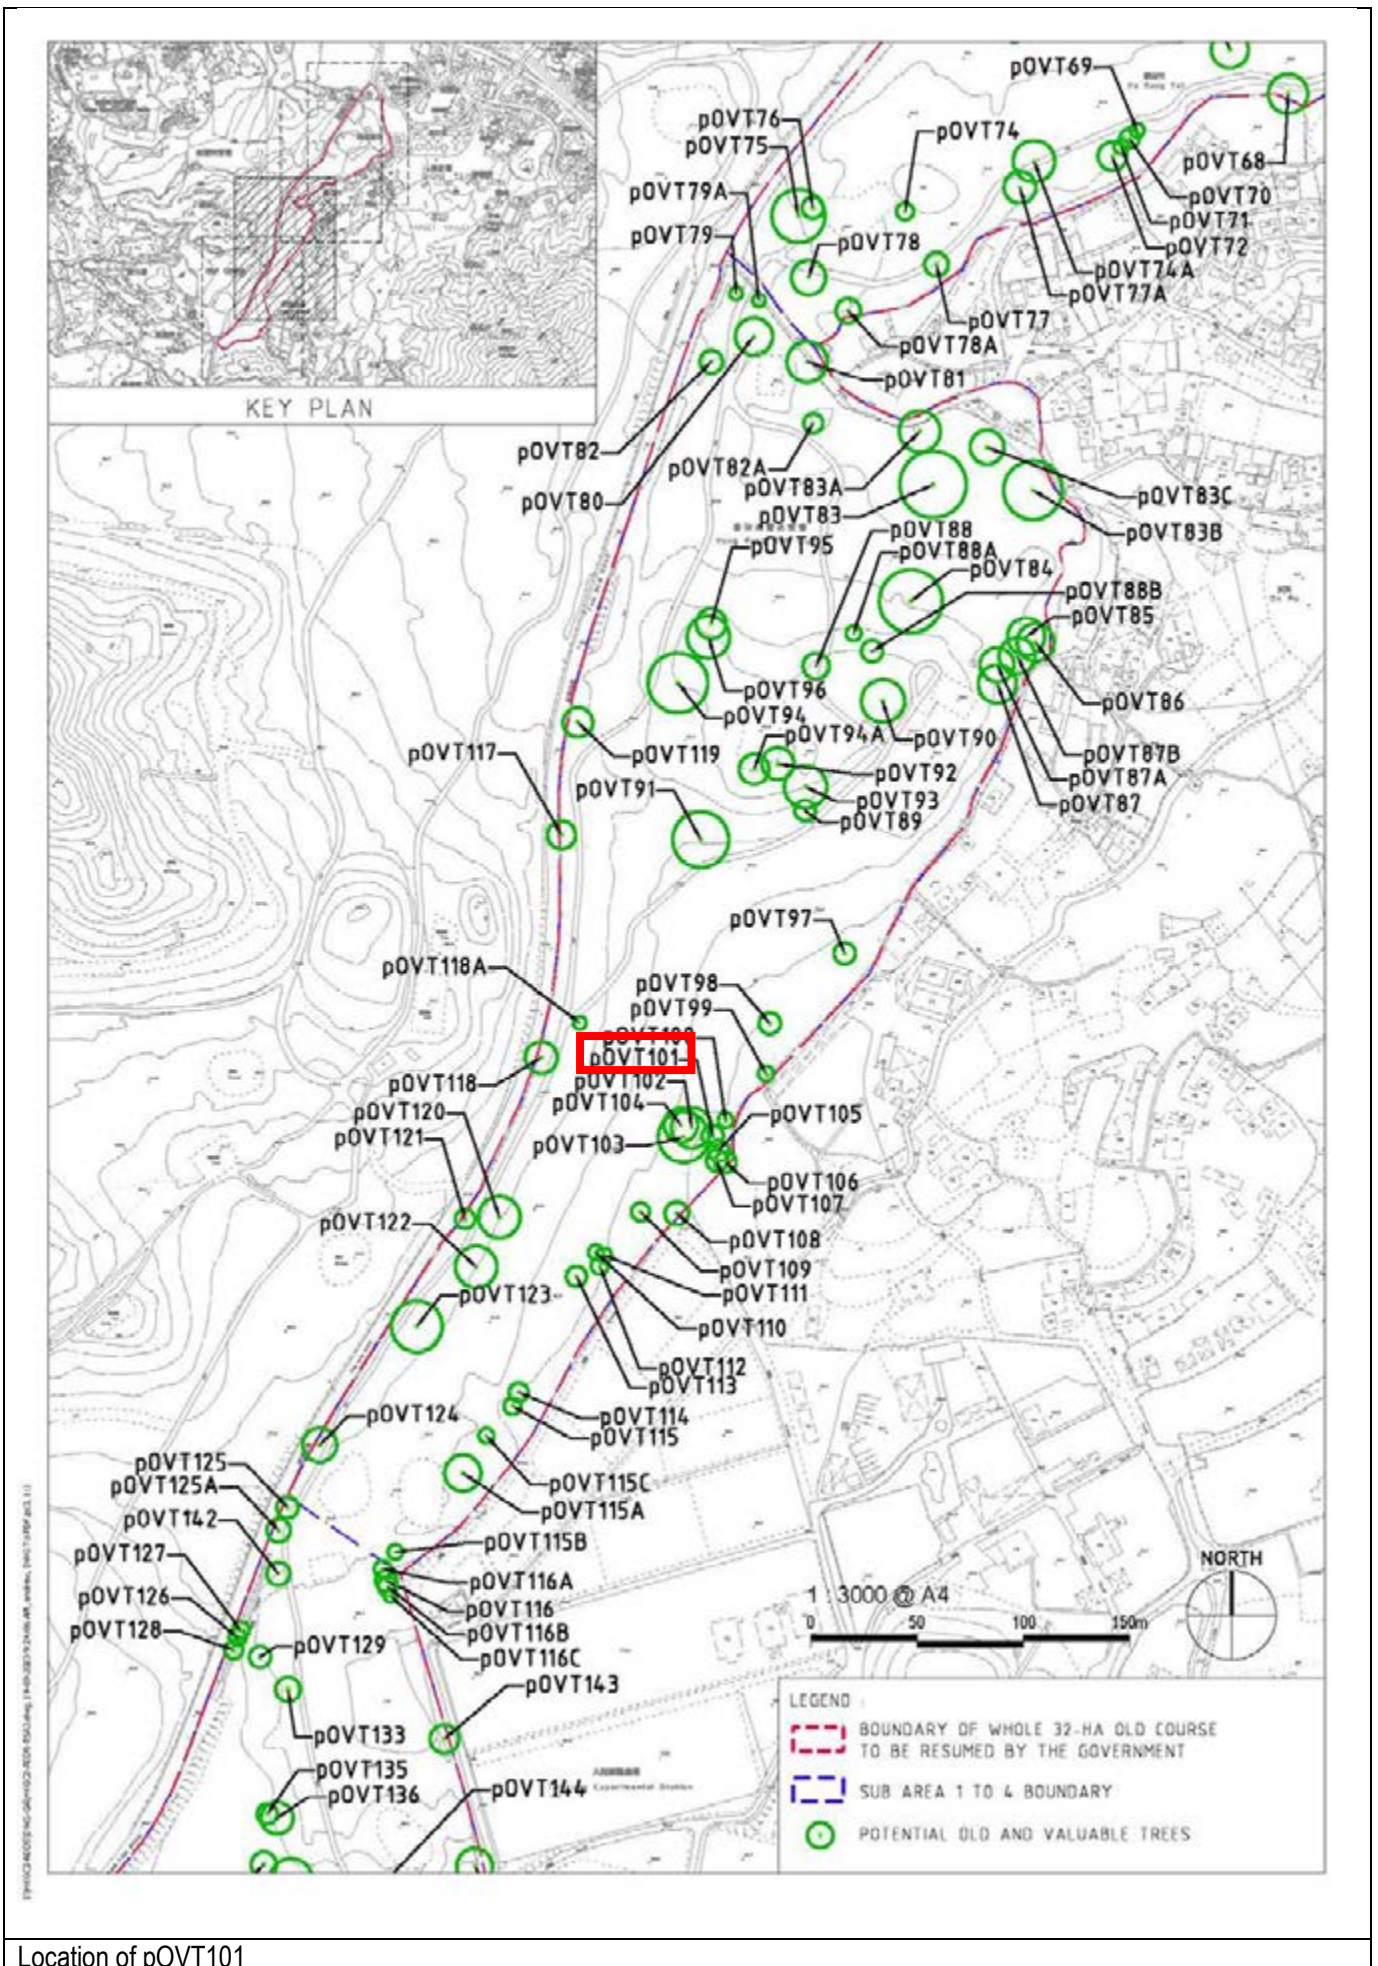 KEY PLAN
pOVT69
pOVT76
pOVT74
pOVT75
pOVT68
pOVT79A
pOVT70
pOVT71
pOVT79
pOVT78
pOVT72
pOVT74A
pOVT77A
pOVT77
pOVT78A
pOVT81
pOVT82
pOVT82A
pOVT83A
pOVT83C
pOVT80
pOVT83
pOVT88
pOVT83B
pOVT95
pOVT88A
pOVT84
pOVT88B
pOVT85
pOVT96
pOVT86
pOVT94
pOVT94A
pOVT90
pOVT117
pOVT119
pOVT87B
pOVT92
pOVT87A
pOVT91
pOVT93
pOVT87
pOVT89
pOVT97
pOVT118A
pOVT98
pOVT99
pOVT100
pOVT101
pOVT118
pOVT102
pOVT104
pOVT120
pOVT105
pOVT121
pOVT103
pOVT106
pOVT107
pOVT122
pOVT108
pOVT109
pOVT123
pOVT111
pOVT110
pOVT112
pOVT113
pOVT124
pOVT114
pOVT115
pOVT125
pOVT125A
pOVT115C
pOVT142
pOVT115A
pOVT115B
pOVT127
pOVT116A
pOVT126
pOVT116
pOVT128
pOVT116B
pOVT129
pOVT116C
pOVT143
pOVT133
pOVT135
pOVT136
pOVT144
Experimental Station
NORTH
1 : 3000 @ A4
0 50 100 150m
LEGEND :
BOUNDARY OF WHOLE 32-HA OLD COURSE
TO BE RESUMED BY THE GOVERNMENT
SUB AREA 1 TO 4 BOUNDARY
POTENTIAL OLD AND VALUABLE TREES
Location of pOVT101